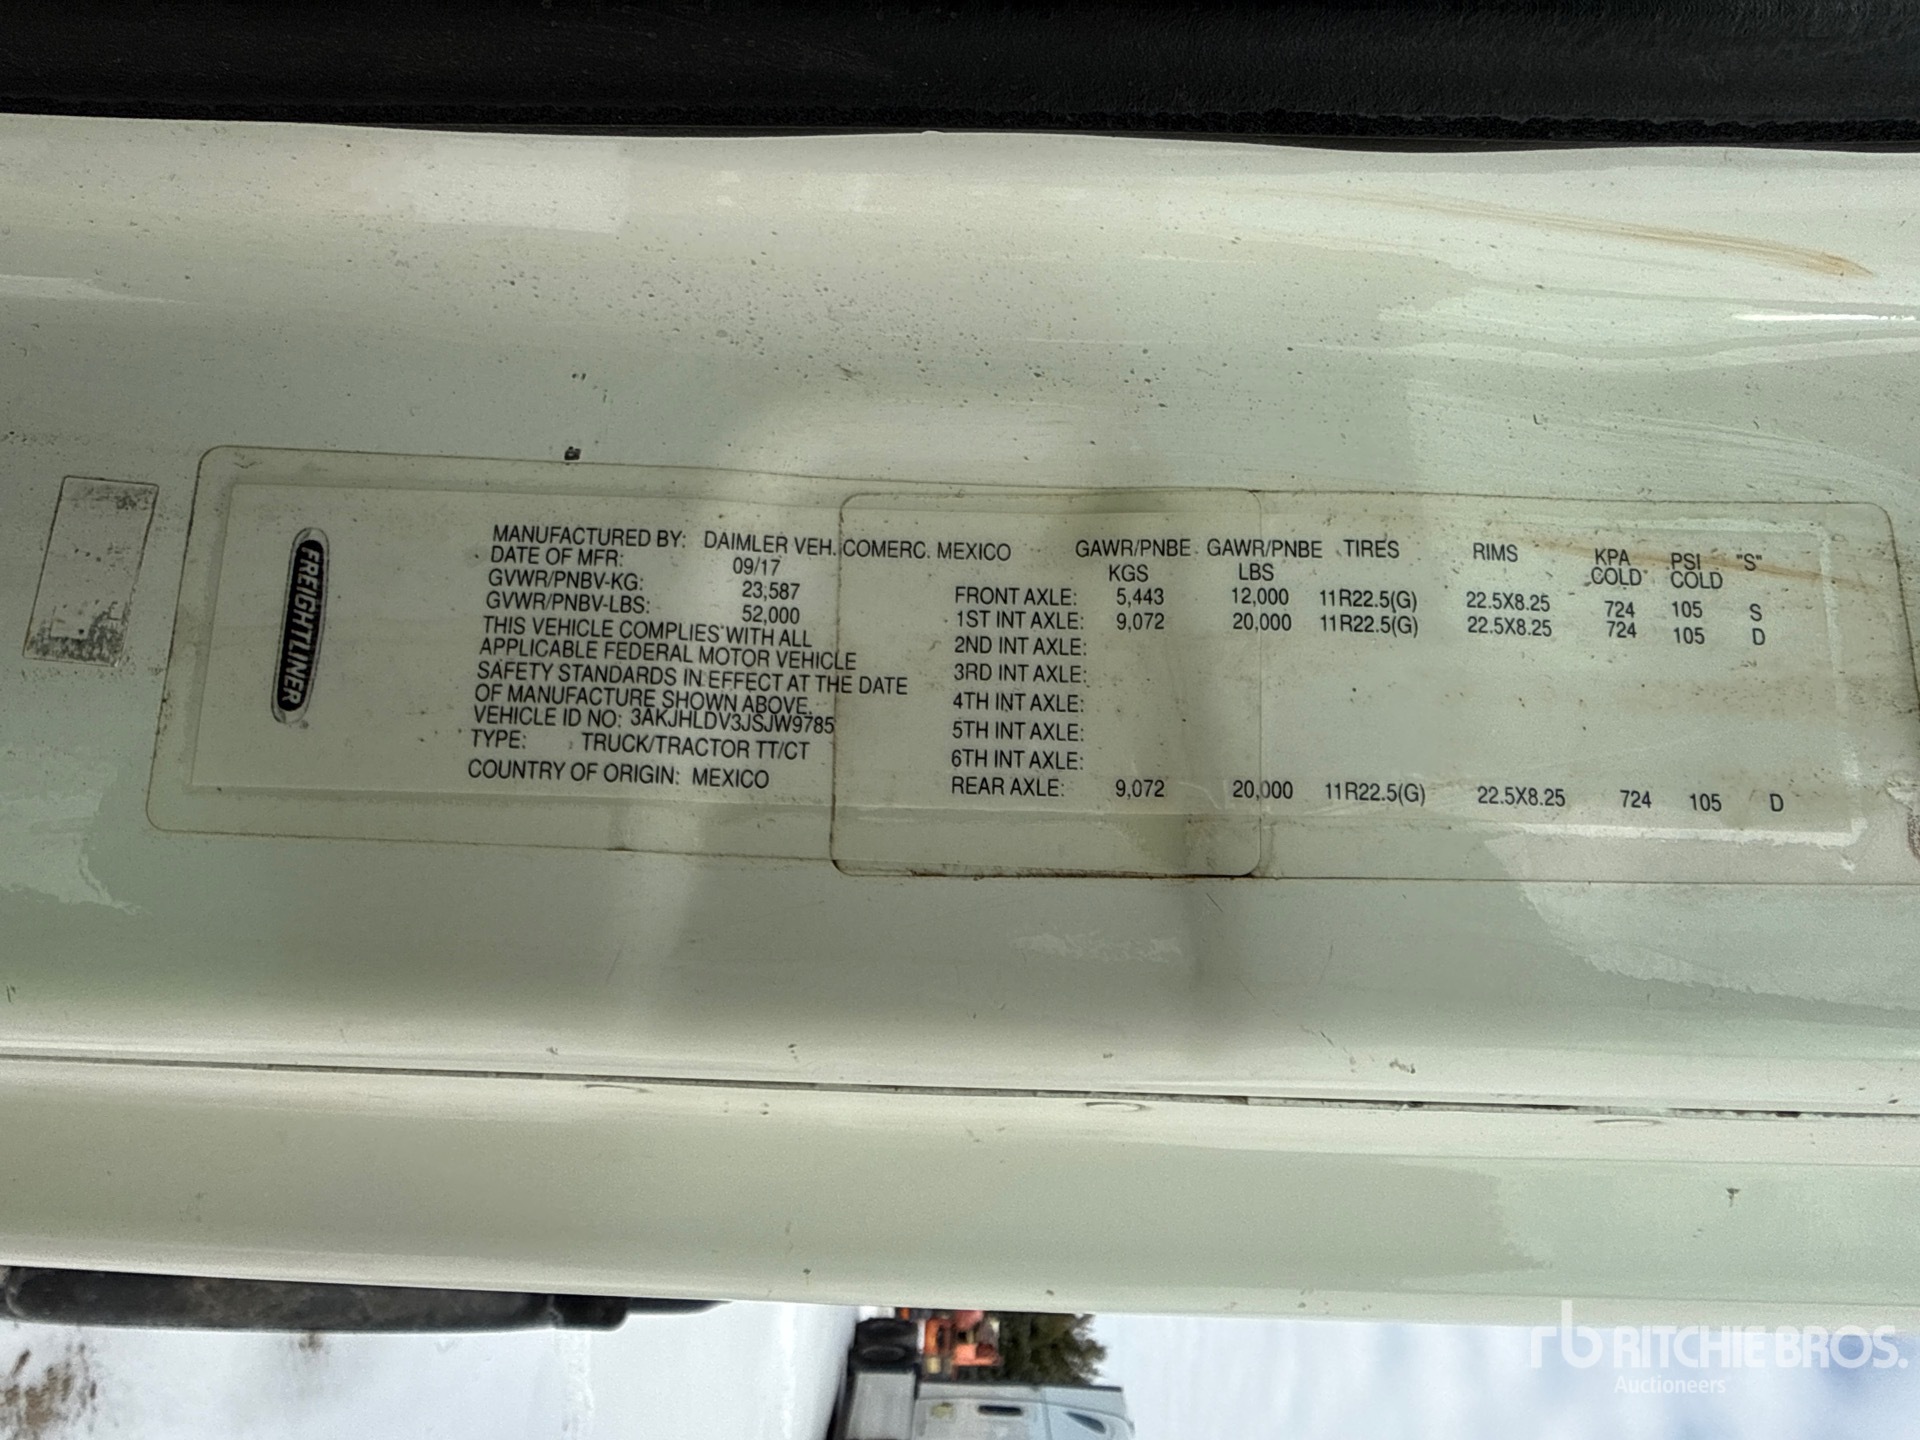 FREIGHTLINER
MANUFACTURED BY: DAIMLER VEH. COMERC. MEXICO
DATE OF MFR: 09/17
GVWR/PNBV-KG: 23,587
GVWR/PNBV-LBS: 52,000
THIS VEHICLE COMPLIES WITH ALL
APPLICABLE FEDERAL MOTOR VEHICLE
SAFETY STANDARDS IN EFFECT AT THE DATE
OF MANUFACTURE SHOWN ABOVE.
VEHICLE ID NO: 3AKJHLDV3JSJW9785
TYPE: TRUCK/TRACTOR TT/CT
COUNTRY OF ORIGIN: MEXICO
GAWR/PNBE GAWR/PNBE TIRES RIMS KPA PSI "S"
KGS LBS COLD COLD
FRONT AXLE: 5,443 12,000 11R22.5(G) 22.5X8.25 724 105 S
1ST INT AXLE: 9,072 20,000 11R22.5(G) 22.5X8.25 724 105 D
2ND INT AXLE:
3RD INT AXLE:
4TH INT AXLE:
5TH INT AXLE:
6TH INT AXLE:
REAR AXLE: 9,072 20,000 11R22.5(G) 22.5X8.25 724 105 D
rb RITCHIE BROS.
Auctioneers